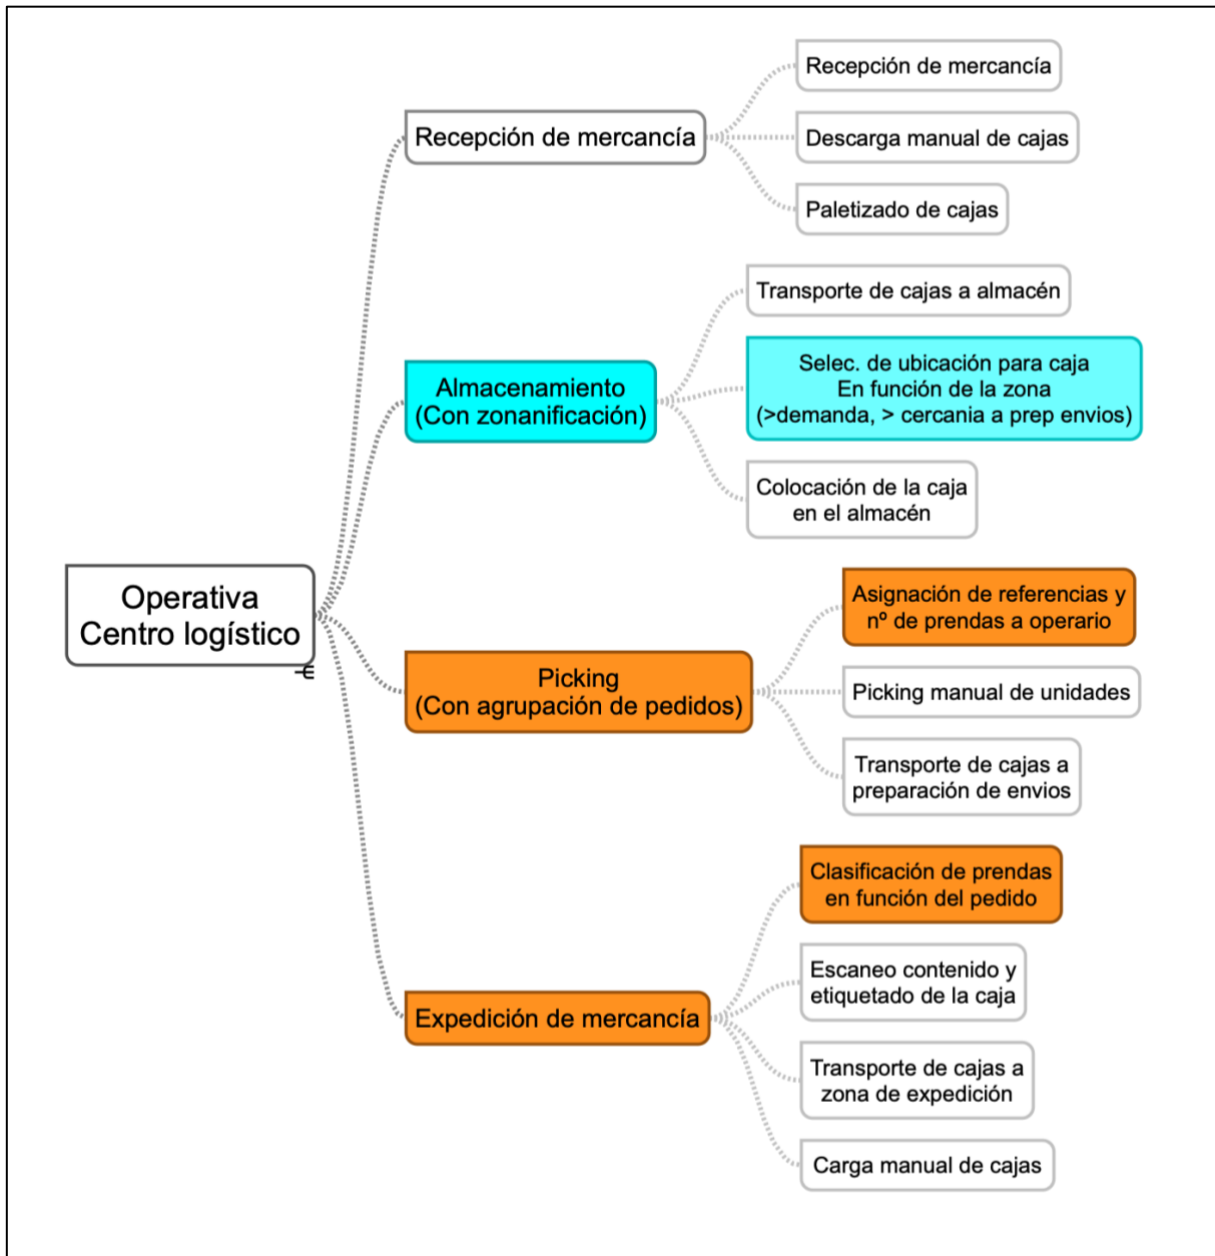 Operativa
Centro logístico
Recepción de mercancía
Recepción de mercancía
Descarga manual de cajas
Paletizado de cajas
Almacenamiento
(Con zonanificación)
Transporte de cajas a almacén
Selec. de ubicación para caja
En función de la zona
(>demanda, > cercania a prep envios)
Colocación de la caja
en el almacén
Picking
(Con agrupación de pedidos)
Asignación de referencias y
nº de prendas a operario
Picking manual de unidades
Transporte de cajas a
preparación de envios
Expedición de mercancía
Clasificación de prendas
en función del pedido
Escaneo contenido y
etiquetado de la caja
Transporte de cajas a
zona de expedición
Carga manual de cajas